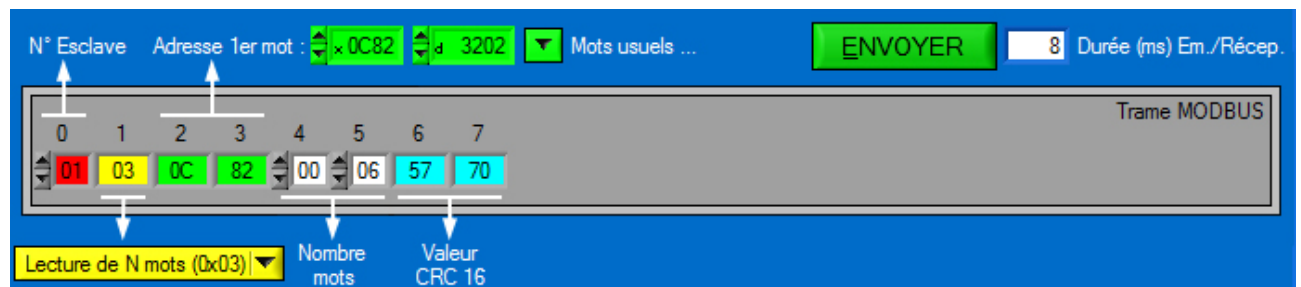 N° Esclave Adresse 1er mot : x 0C82 d 3202 Mots usuels ... ENVOYER 8 Durée (ms) Em./Récep.
Trame MODBUS
0 1 2 3 4 5 6 7
01 03 0C 82 00 06 57 70
Lecture de N mots (0x03)
Nombre
mots
Valeur
CRC 16